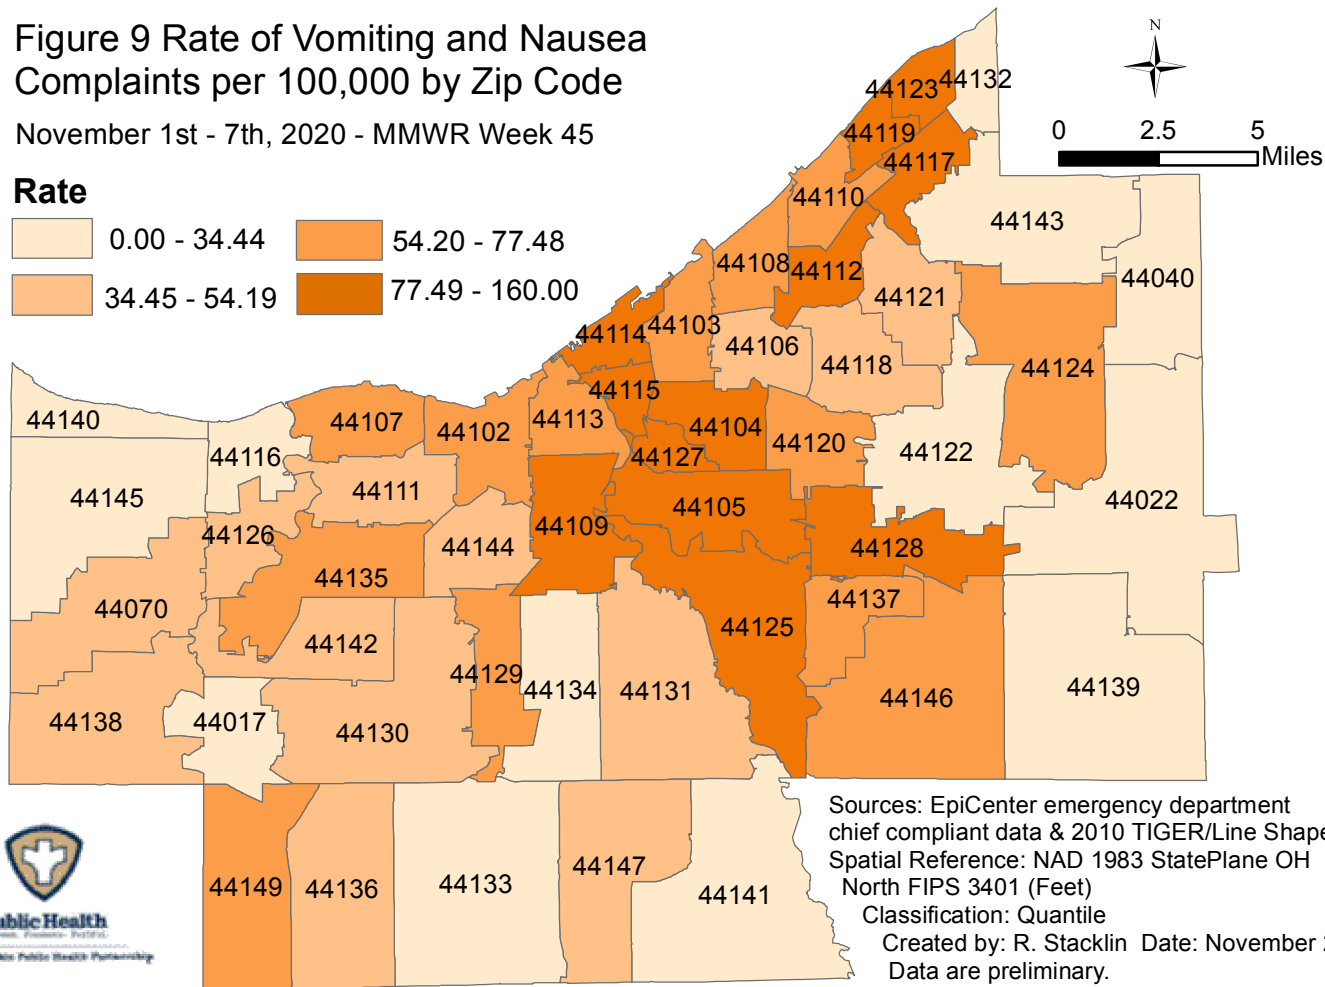 Figure 9 Rate of Vomiting and Nausea
Complaints per 100,000 by Zip Code
November 1st - 7th, 2020 - MMWR Week 45
Rate
0.00 - 34.44
54.20 - 77.48
34.45 - 54.19
77.49 - 160.00
N
0 2.5 5
Miles
44123
44132
44119
44117
44110
44143
44108
44112
44040
44121
44114
44103
44106
44118
44124
44115
44140
44107
44102
44113
44104
44120
44116
44127
44122
44145
44111
44105
44022
44126
44109
44144
44128
44135
44070
44137
44125
44142
44129
44134
44131
44146
44139
44138
44017
44130
44149
44136
44133
44147
44141
Public Health
Public Health Partnership
Sources: EpiCenter emergency department
chief compliant data & 2010 TIGER/Line Shape
Spatial Reference: NAD 1983 StatePlane OH
North FIPS 3401 (Feet)
Classification: Quantile
Created by: R. Stacklin Date: November
Data are preliminary.